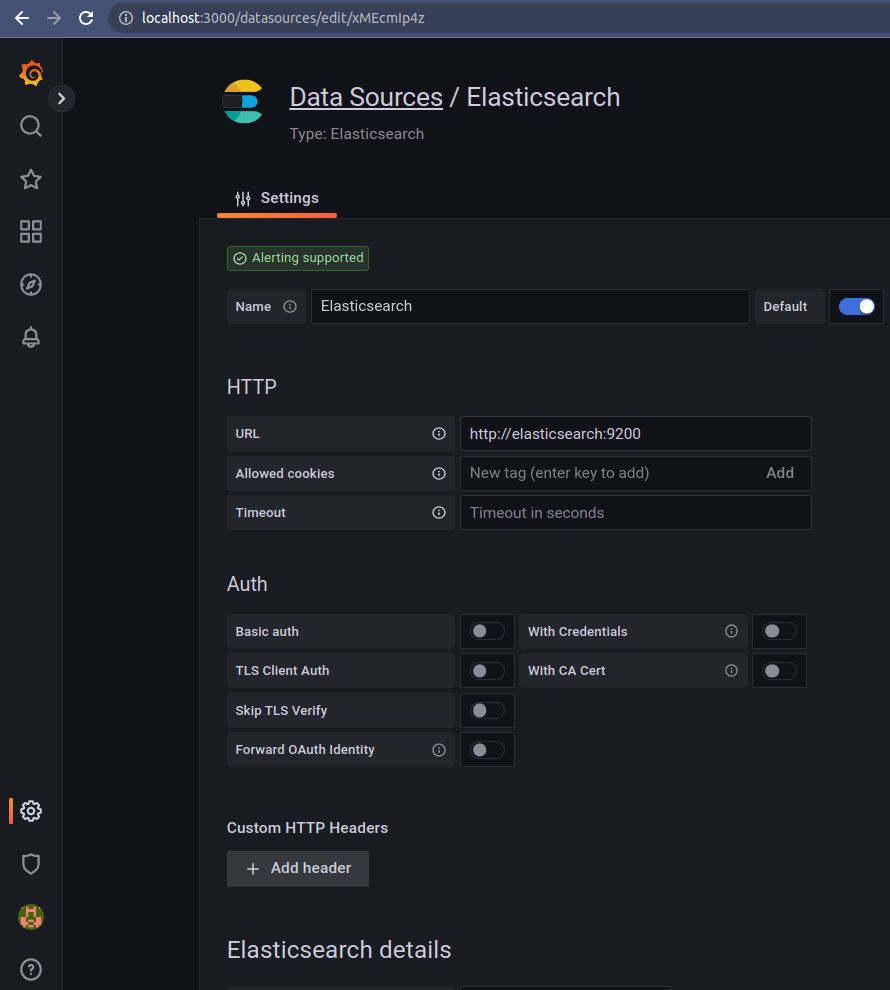 localhost:3000/datasources/edit/xMEcmIp4z
Data Sources / Elasticsearch
Type: Elasticsearch
Settings
Alerting supported
Name Elasticsearch Default
HTTP
URL http://elasticsearch:9200
Allowed cookies New tag (enter key to add) Add
Timeout Timeout in seconds
Auth
Basic auth With Credentials
TLS Client Auth With CA Cert
Skip TLS Verify
Forward OAuth Identity
Custom HTTP Headers
+ Add header
Elasticsearch details